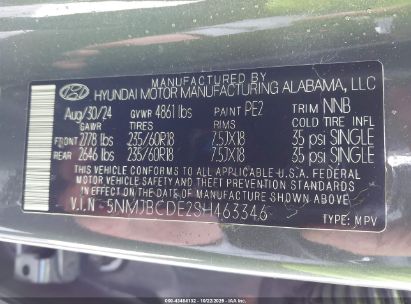 MANUFACTURED BY
HYUNDAI MOTOR MANUFACTURING ALABAMA, LLC
Aug/30/24 GVWR 4861 lbs PAINT PE2 TRIM NNB
GAWR TIRES RIMS COLD TIRE INFL
FRONT 2778 lbs 235/60R18 7.5JX18 35 psi SINGLE
REAR 2646 lbs 235/60R18 7.5JX18 35 psi SINGLE
THIS VEHICLE CONFORMS TO ALL APPLICABLE U.S.A FEDERAL
MOTOR VEHICLE SAFETY STANDARDS IN EFFECT ON THE
DATE OF MANUFACTURE SHOWN ABOVE.
V.I.N : 5NMJBCDE2SH463346 TYPE: MPV